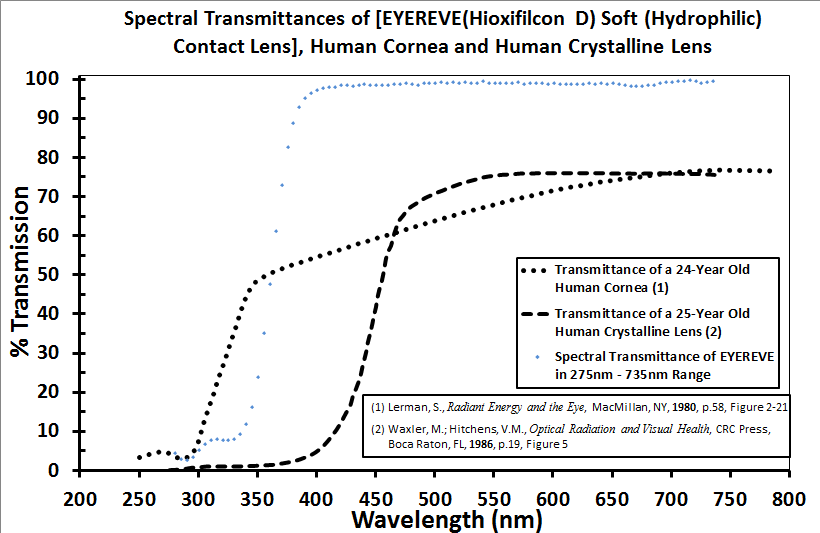 Spectral Transmittances of [EYEREVE(Hioxifilcon D) Soft (Hydrophilic)
Contact Lens], Human Cornea and Human Crystalline Lens
% Transmission
100
90
80
70
60
50
40
30
20
10
0
Transmittance of a 24-Year Old
Human Cornea (1)
Transmittance of a 25-Year Old
Human Crystalline Lens (2)
Spectral Transmittance of EYEREVE
in 275nm - 735nm Range
(1) Lerman, S., Radiant Energy and the Eye, MacMillan, NY, 1980, p.58, Figure 2-21
(2) Waxler, M.; Hitchens, V.M., Optical Radiation and Visual Health, CRC Press,
Boca Raton, FL, 1986, p.19, Figure 5
200 250 300 350 400 450 500 550 600 650 700 750 800
Wavelength (nm)